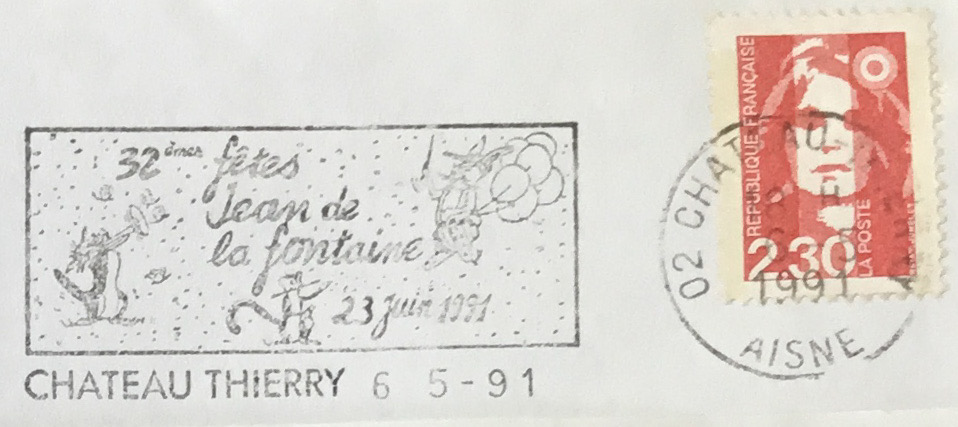 32èmes fêtes
Jean de
la fontaine
23 juin 1991
CHATEAU THIERRY 6 5-91
RÉPUBLIQUE FRANÇAISE
2.30
LA POSTE
02 CHATEAU
1991
AISNE